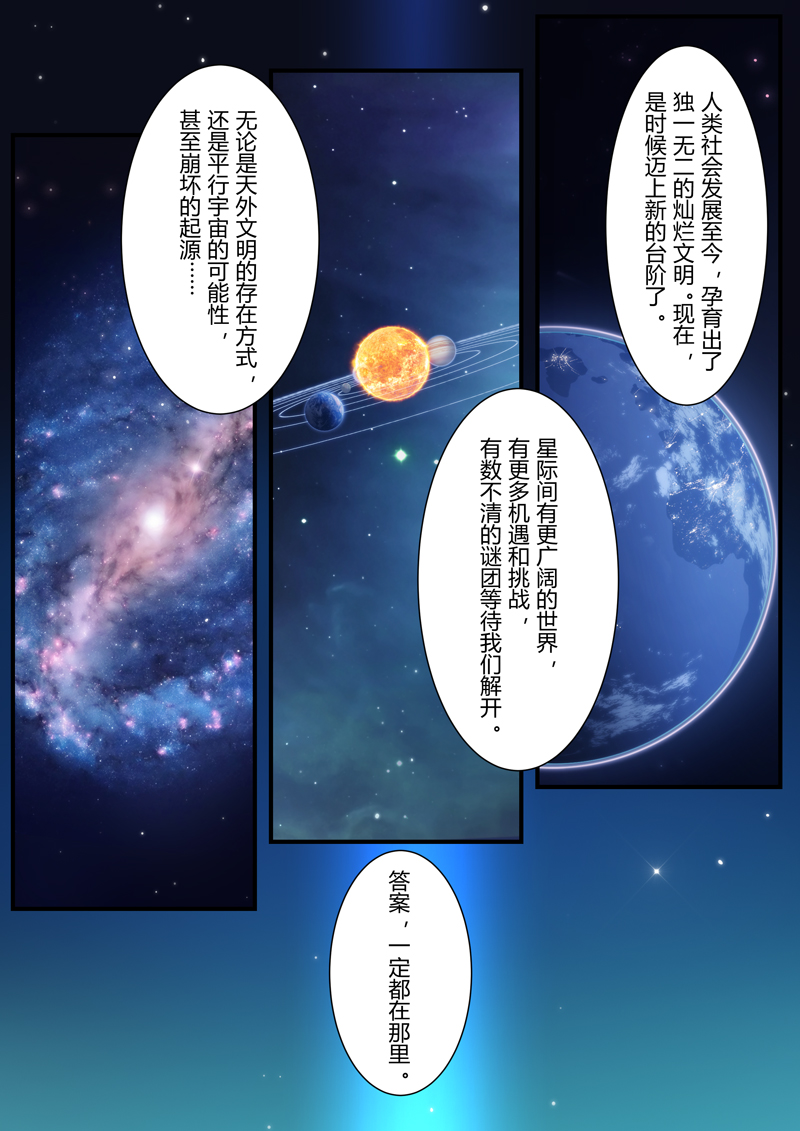 人类社会发展至今，孕育出了
独一无二的灿烂文明。现在，
是时候迈上新的台阶了。
星际间有更广阔的世界，
有更多机遇和挑战，
有数不清的谜团等待我们解开。
无论是天外文明的存在方式，
还是平行宇宙的可能性，
甚至崩坏的起源……
答案，一定都在那里。